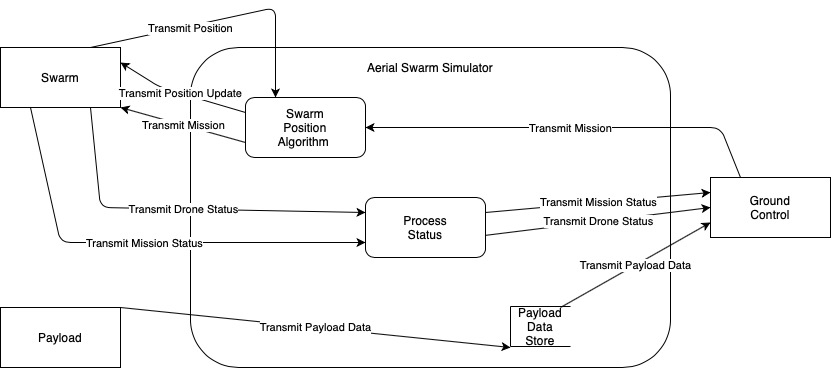 Transmit Position
Aerial Swarm Simulator
Swarm
Transmit Position Update
Swarm
Position
Algorithm
Transmit Mission
Transmit Mission
Transmit Drone Status
Transmit Mission Status
Process
Status
Transmit Mission Status
Transmit Drone Status
Ground
Control
Transmit Payload Data
Payload
Transmit Payload Data
Payload
Data
Store